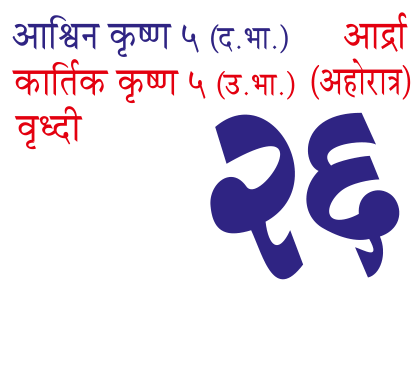 आश्विन कृष्ण ५ (द.भा.) आर्द्रा
कार्तिक कृष्ण ५ (उ.भा.) (अहोरात्र)
वृध्दी
२६